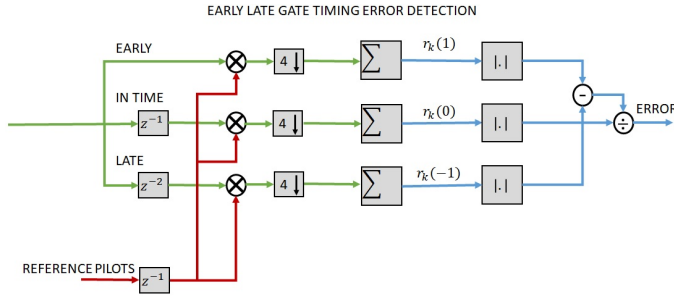 EARLY LATE GATE TIMING ERROR DETECTION
EARLY
4
∑
r_k(1)
|.|
IN TIME
z^{-1}
4
∑
r_k(0)
|.|
-
÷
ERROR
LATE
z^{-2}
4
∑
r_k(-1)
|.|
REFERENCE PILOTS
z^{-1}